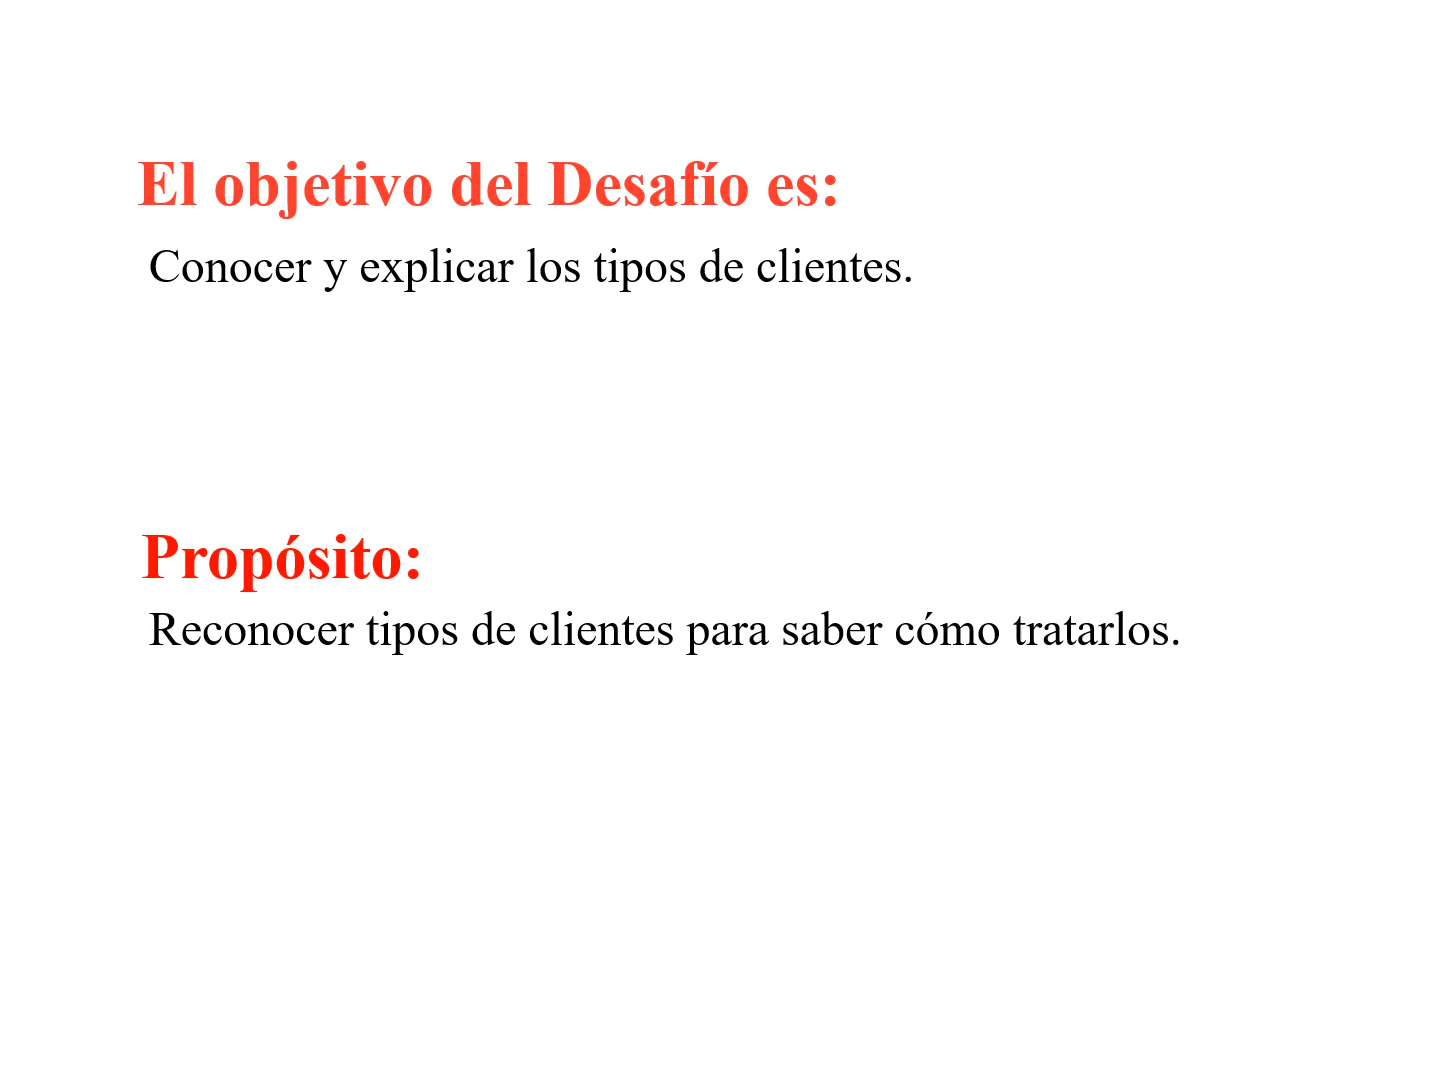 El objetivo del Desafío es:
Conocer y explicar los tipos de clientes.
Propósito:
Reconocer tipos de clientes para saber cómo tratarlos.